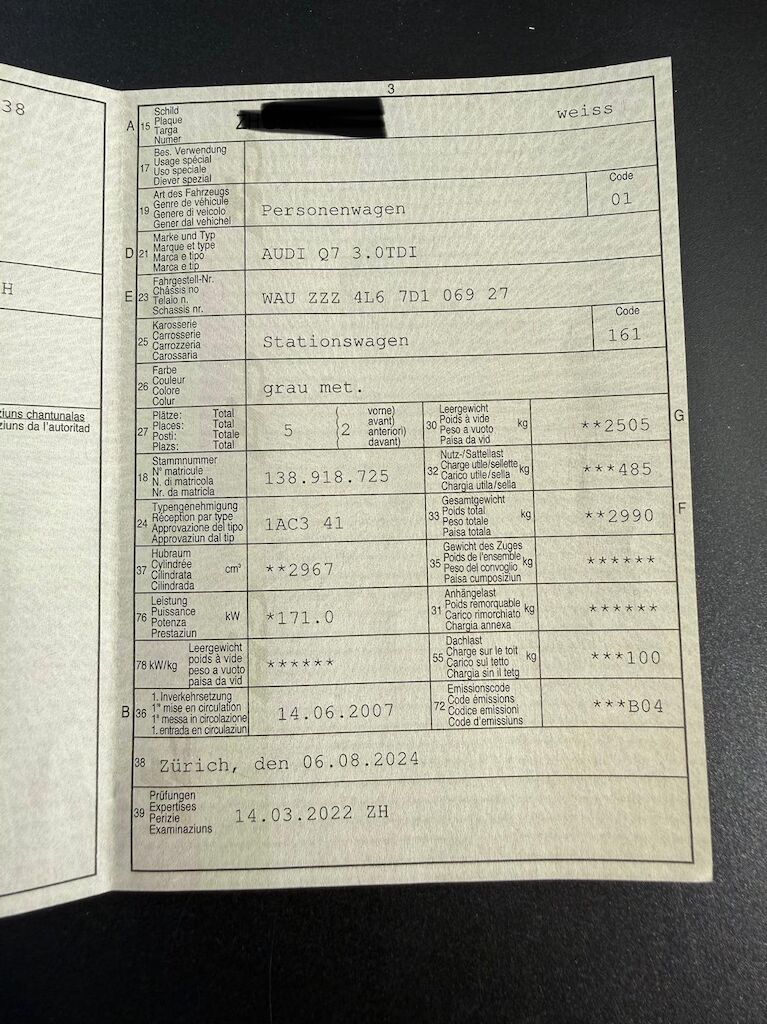 38
H
ziuns chantunalas
ziuns da l'autoritad
3
A 15 Schild
Plaque
Targa
Numer
weiss
17 Bes. Verwendung
Usage spécial
Uso speciale
Diever spezial
19 Art des Fahrzeugs
Genre de véhicule
Genere di veicolo
Gener dal vehichel
Personenwagen
Code
01
D 21 Marke und Typ
Marque et type
Marca e tipo
Marca e tip
AUDI Q7 3.0TDI
E 23 Fahrgestell-Nr.
Châssis no
Telaio n.
Schassis nr.
WAU ZZZ 4L6 7D1 069 27
25 Karosserie
Carrosserie
Carrozzeria
Carossaria
Stationswagen
Code
161
26 Farbe
Couleur
Colore
Colur
grau met.
27 Plätze: Total
Places: Total
Posti: Totale
Plazs: Total
5
( vorne)
2 avant)
anteriori)
( davant)
30 Leergewicht
Poids à vide
Peso a vuoto
Paisa da vid
kg
**2505
G
18 Stammnummer
N° matricule
N. di matricola
Nr. da matricla
138.918.725
32 Nutz-/Sattellast
Charge utile/sellette
Carico utile/sella
Chargia utila/sella
kg
***485
24 Typengenehmigung
Réception par type
Approvazione del tipo
Approvaziun dal tip
1AC3 41
33 Gesamtgewicht
Poids total
Peso totale
Paisa totala
kg
**2990
F
37 Hubraum
Cylindrée
Cilindrata
Cilindrada
cm³
**2967
35 Gewicht des Zuges
Poids de l'ensemble
Peso del convoglio
Paisa cumposiziun
kg
******
76 Leistung
Puissance
Potenza
Prestaziun
kW
*171.0
31 Anhängelast
Poids remorquable
Carico rimorchiato
Chargia annexa
kg
******
78 kW/kg
Leergewicht
poids à vide
peso a vuoto
paisa da vid
******
55 Dachlast
Charge sur le toit
Carico sul tetto
Chargia sin il tetg
kg
***100
B 36 1. Inverkehrsetzung
1re mise en circulation
1a messa in circolazione
1. entrada en circulaziun
14.06.2007
72 Emissionscode
Code émissions
Codice emissioni
Code d'emissiuns
***B04
38 Zürich, den 06.08.2024
39 Prüfungen
Expertises
Perizie
Examinaziuns
14.03.2022 ZH